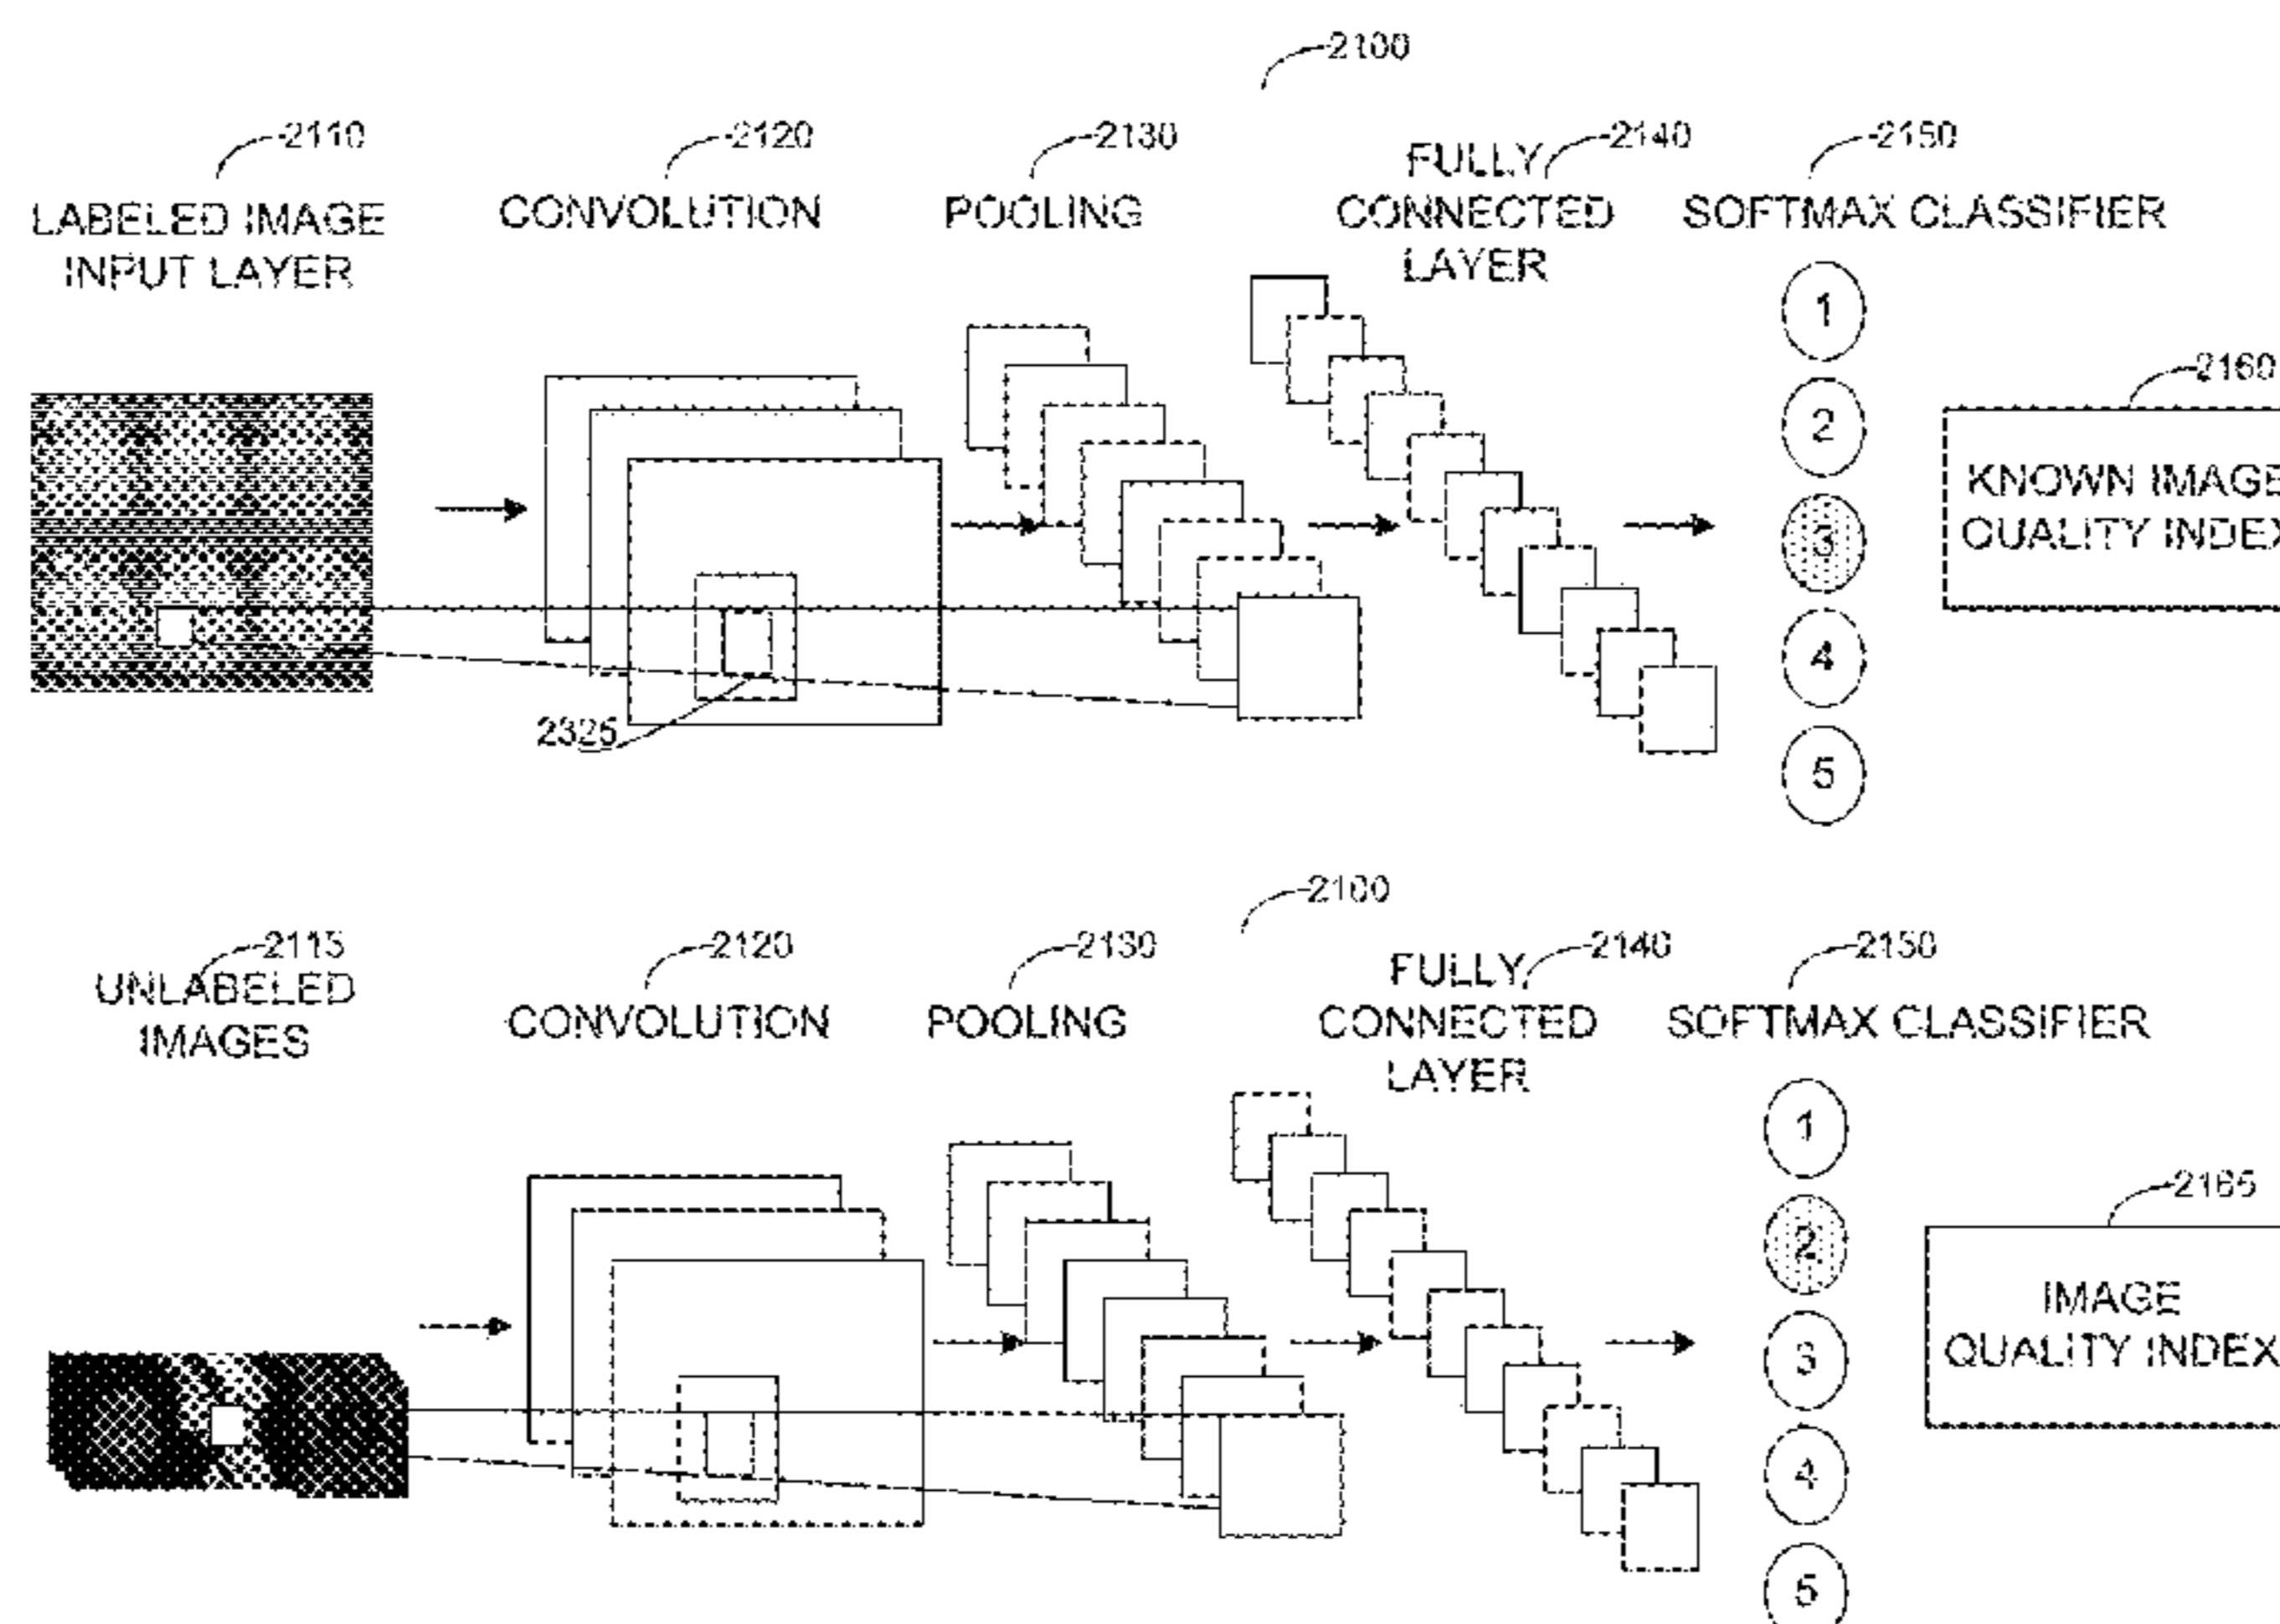 2100
2110
2120
2130
2140
2150
LABELED IMAGE
INPUT LAYER
CONVOLUTION
POOLING
FULLY
CONNECTED
LAYER
SOFTMAX CLASSIFIER
1
2
3
4
5
2160
KNOWN IMAGE
QUALITY INDEX
2325
2100
2115
2120
2130
2140
2150
UNLABELED
IMAGES
CONVOLUTION
POOLING
FULLY
CONNECTED
LAYER
SOFTMAX CLASSIFIER
1
2
3
4
5
2165
IMAGE
QUALITY INDEX